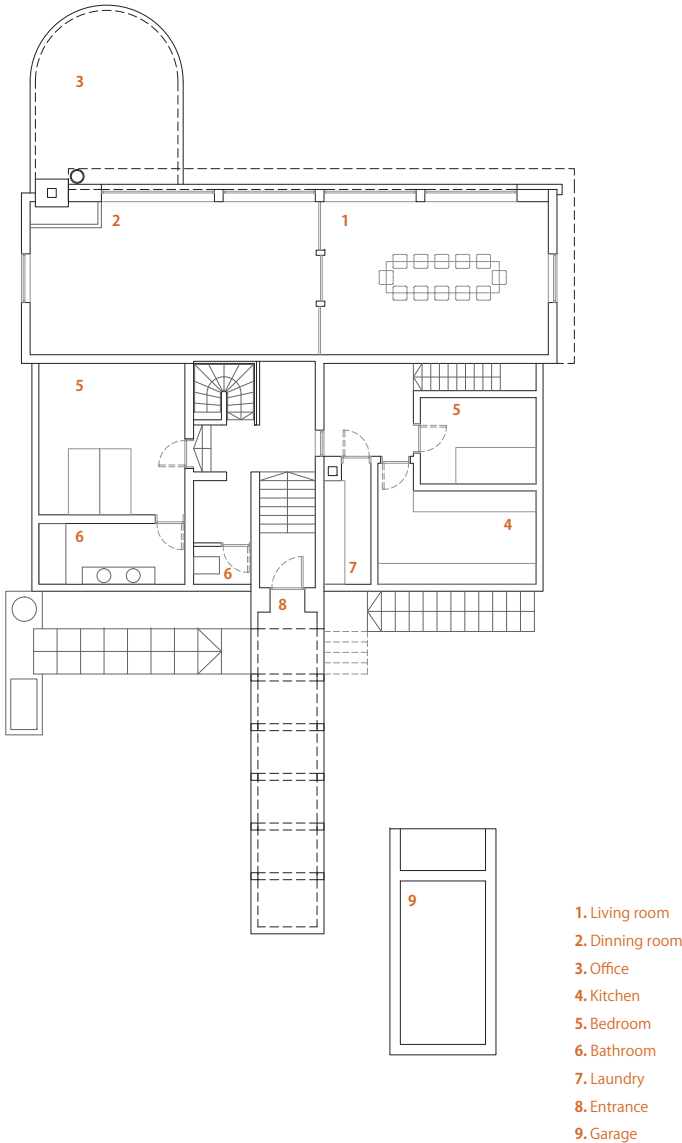 3
2
1
5
5
6
6
7
4
8
9
1. Living room
2. Dinning room
3. Office
4. Kitchen
5. Bedroom
6. Bathroom
7. Laundry
8. Entrance
9. Garage